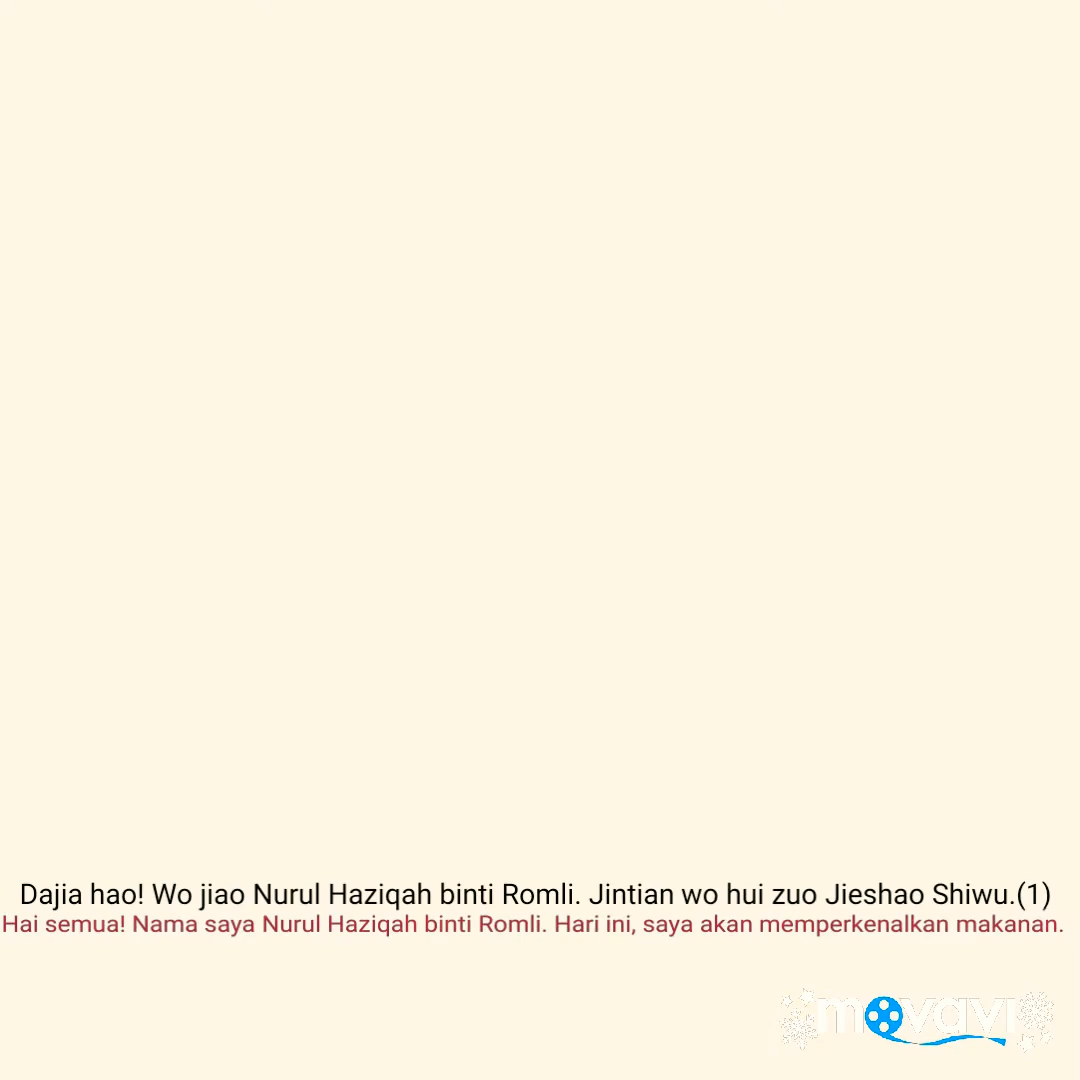 Dajia hao! Wo jiao Nurul Haziqah binti Romli. Jintian wo hui zuo Jieshao Shiwu.(1)
Hai semua! Nama saya Nurul Haziqah binti Romli. Hari ini, saya akan memperkenalkan makanan.
movavi